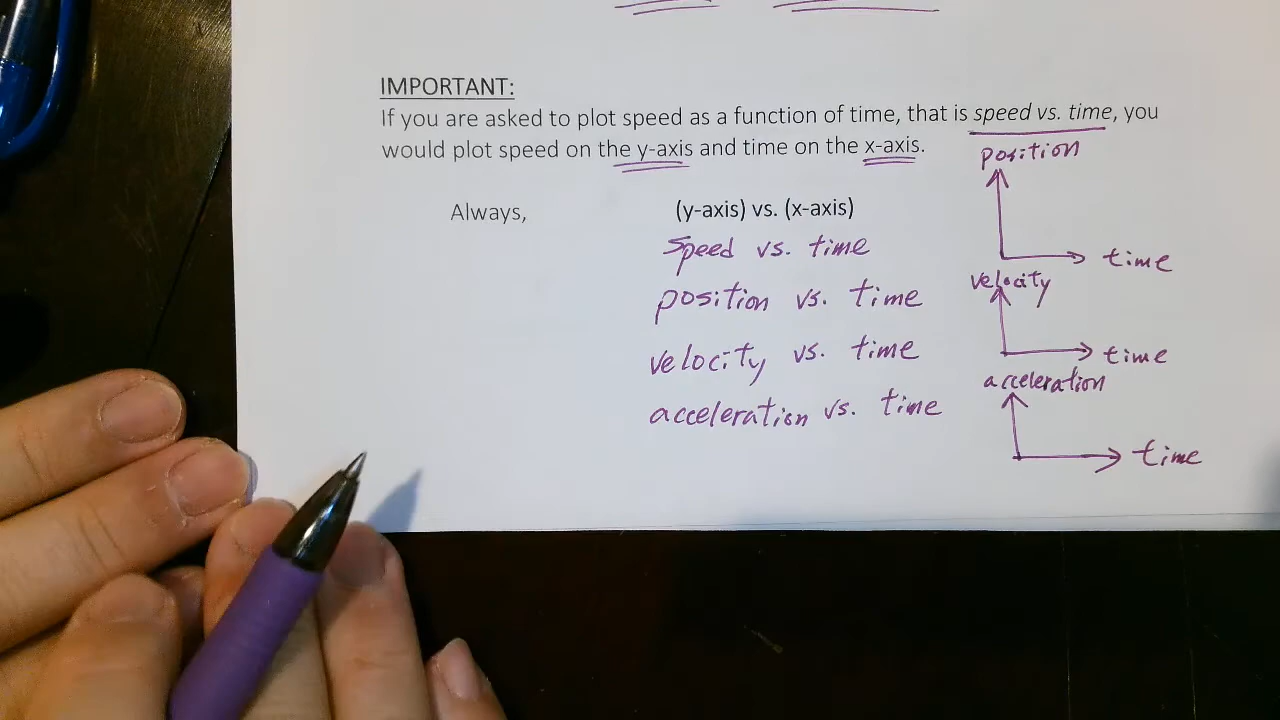 IMPORTANT:
If you are asked to plot speed as a function of time, that is speed vs. time, you
would plot speed on the y-axis and time on the x-axis.
position
time
Always,
(y-axis) vs. (x-axis)
speed vs. time
position vs. time
velocity vs. time
acceleration vs. time
velocity
time
acceleration
time